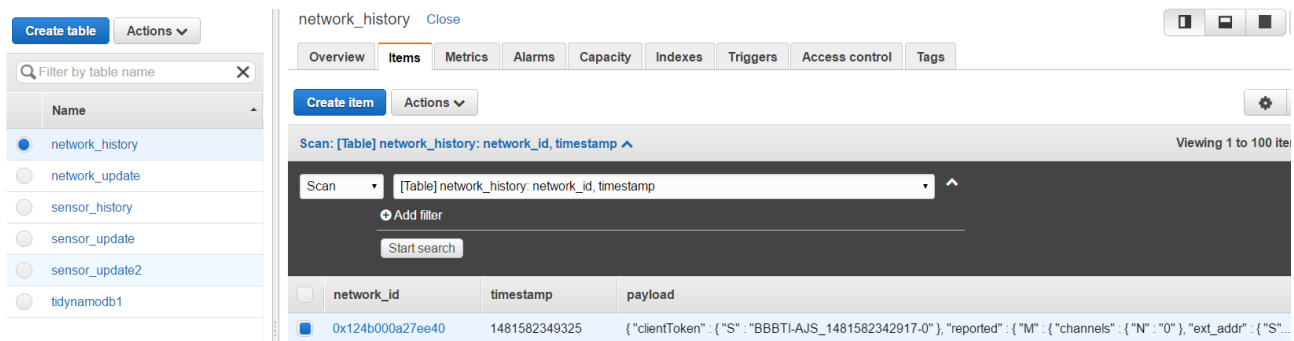 Create table Actions
Filter by table name
Name
network_history
network_update
sensor_history
sensor_update
sensor_update2
tidynamodb1
network_history Close
Overview Items Metrics Alarms Capacity Indexes Triggers Access control Tags
Create item Actions
Scan: [Table] network_history: network_id, timestamp Viewing 1 to 100 ite
Scan [Table] network_history: network_id, timestamp
Add filter
Start search
network_id timestamp payload
0x124b000a27ee40 1481582349325 { "clientToken" : { "S" : "BBBTI-AJS_1481582342917-0" }, "reported" : { "M" : { "channels" : { "N" : "0" }, "ext_addr" : { "S"...